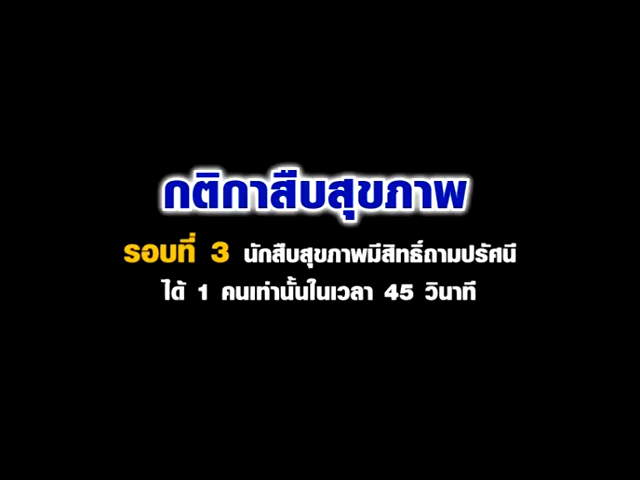 กติกาสืบสุขภาพ
รอบที่ 3 นักสืบสุขภาพมีสิทธิ์ถามปรัศนี
ได้ 1 คนเท่านั้นในเวลา 45 วินาที